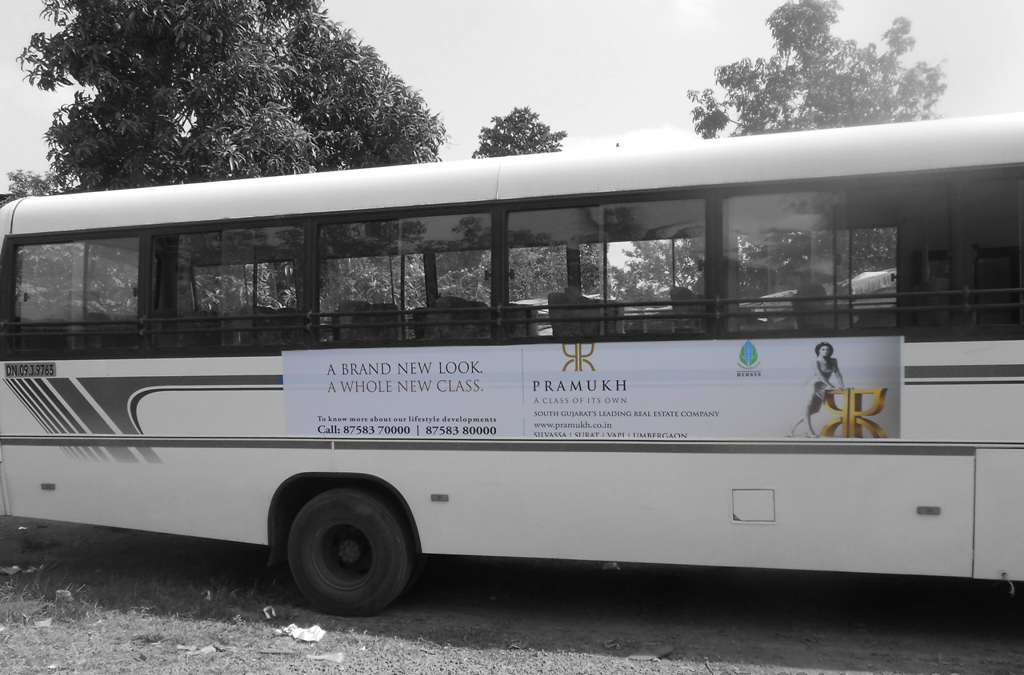 DN.09.J.9763
A BRAND NEW LOOK.
A WHOLE NEW CLASS.
To know more about our lifestyle developments
Call: 87583 70000 | 87583 80000
PRAMUKH
A CLASS OF ITS OWN
SOUTH GUJARAT'S LEADING REAL ESTATE COMPANY
www.pramukh.co.in
SILVASSA | SURAT | VAPI | UMBERGAON
MEMBER